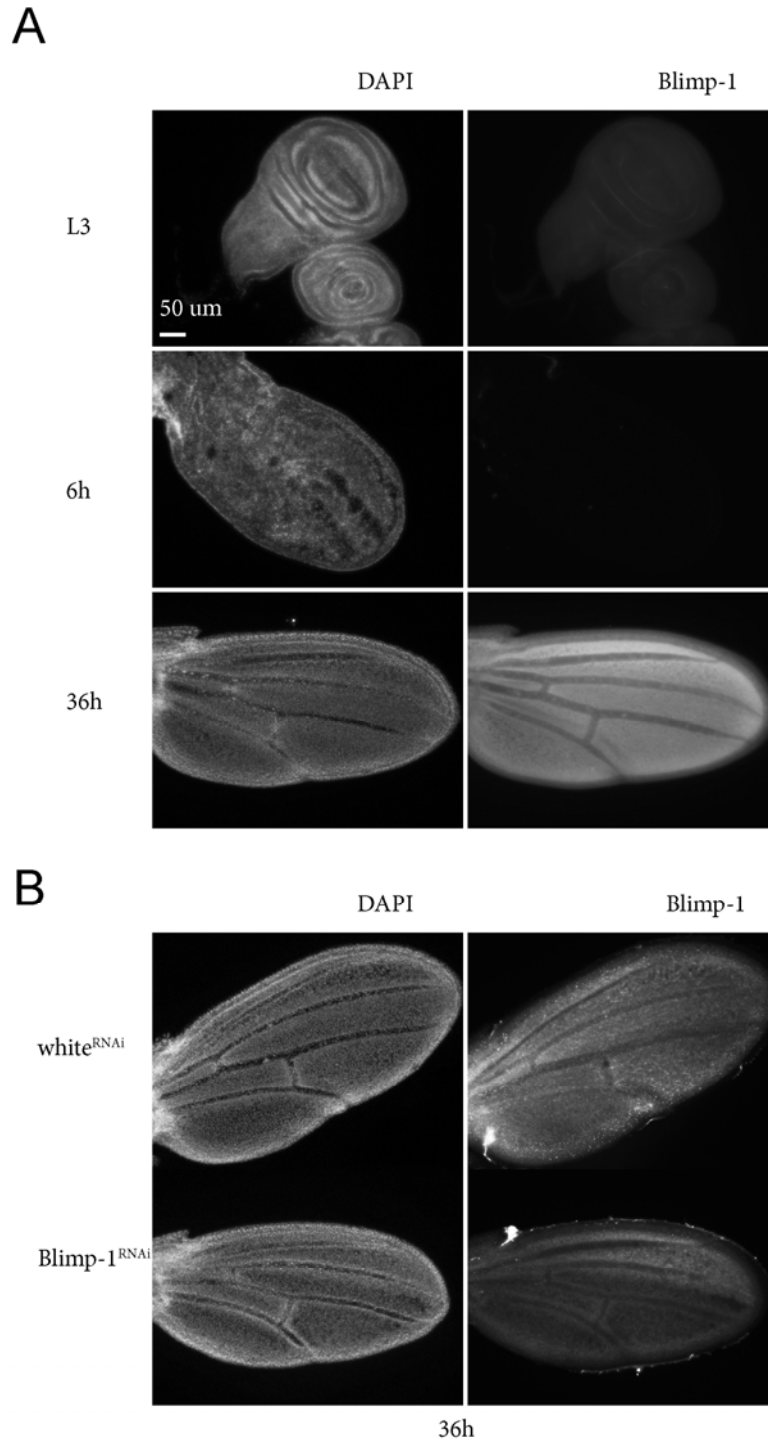 A
DAPI Blimp-1
L3
50 um
6h
36h
B
DAPI Blimp-1
white^RNAi
Blimp-1^RNAi
36h